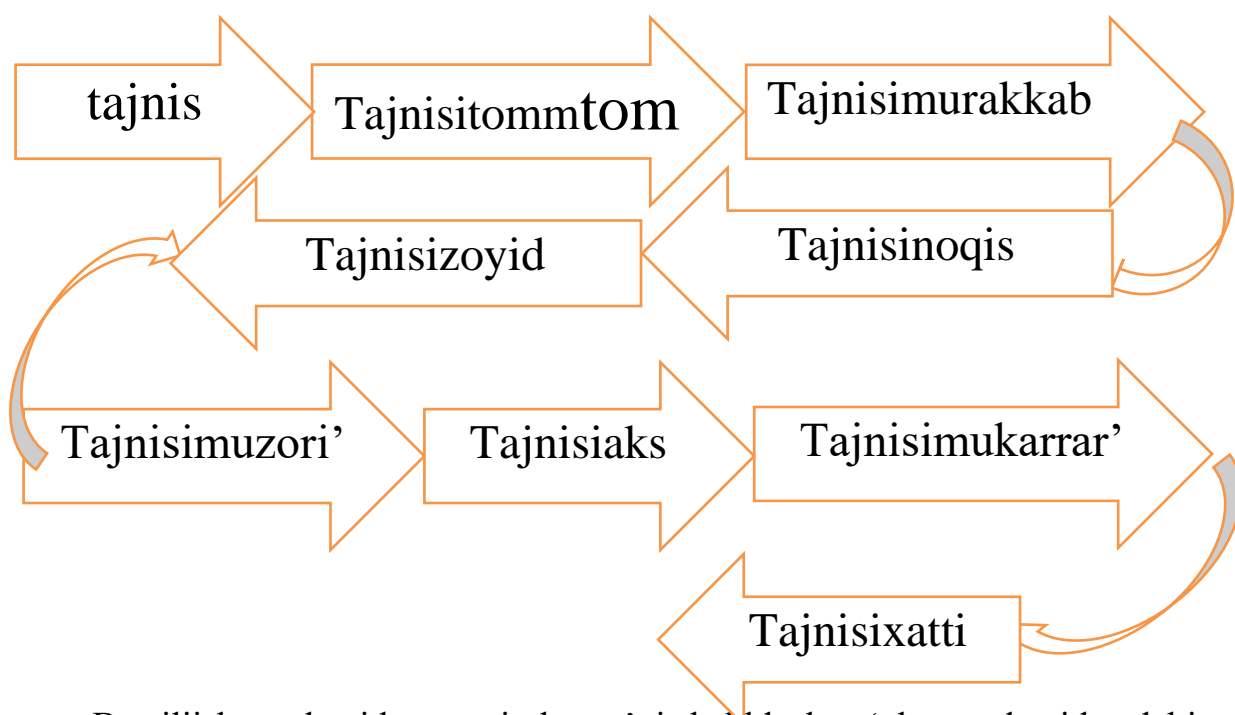 tajnis
Tajnisitommtom
Tajnisimurakkab
Tajnisinoqis
Tajnisizoyid
Tajnisimuzori’
Tajnisiaks
Tajnisimukarrar’
Tajnisixatti